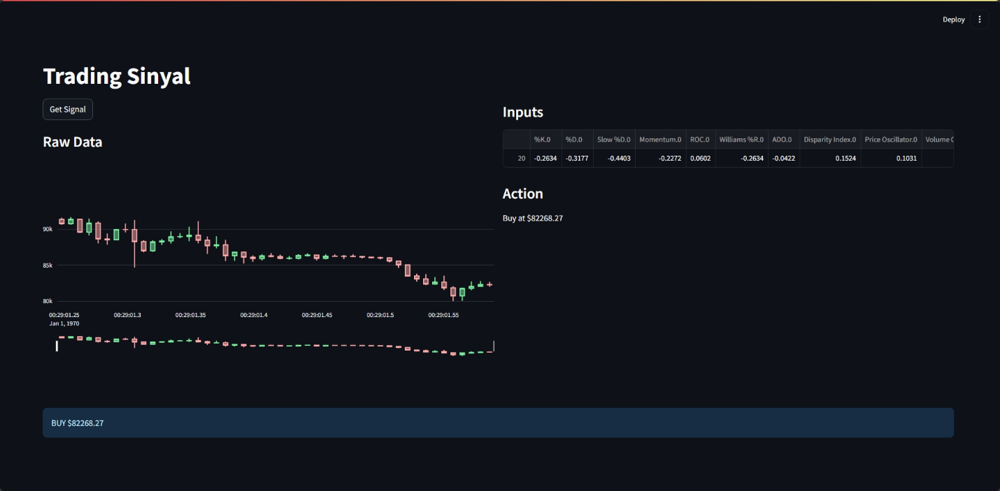 Deploy
Trading Sinyal
Get Signal
Raw Data
90k
85k
80k
00:29:01.25 00:29:01.3 00:29:01.35 00:29:01.4 00:29:01.45 00:29:01.5 00:29:01.55
Jan 1, 1970
Inputs
%K.0 %D.0 Slow %D.0 Momentum.0 ROC.0 Williams %R.0 ADO.0 Disparity Index.0 Price Oscillator.0 Volume
20 -0.2634 -0.3177 -0.4403 -0.2272 0.0602 -0.2634 -0.0422 0.1524 0.1031
Action
Buy at $82268.27
BUY $82268.27